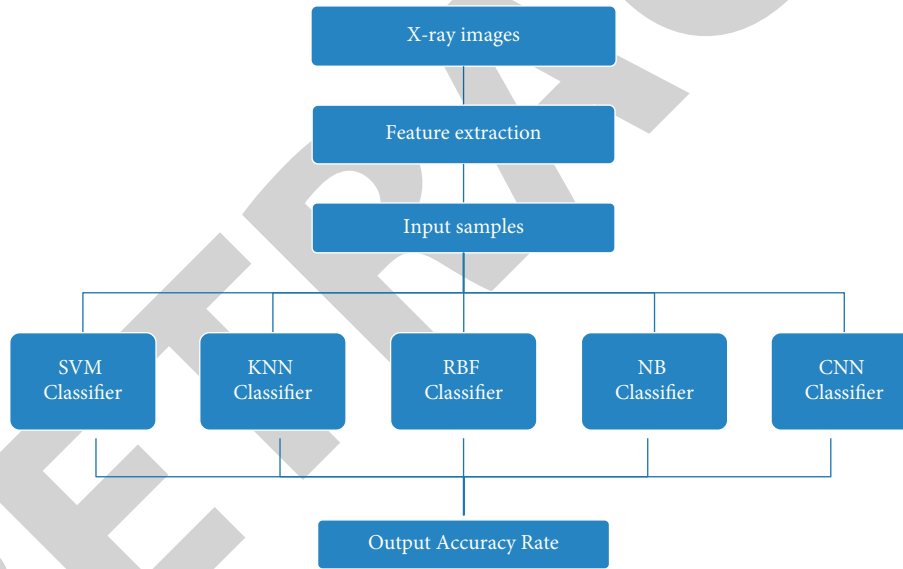 X-ray images
Feature extraction
Input samples
SVM
Classifier
KNN
Classifier
RBF
Classifier
NB
Classifier
CNN
Classifier
Output Accuracy Rate